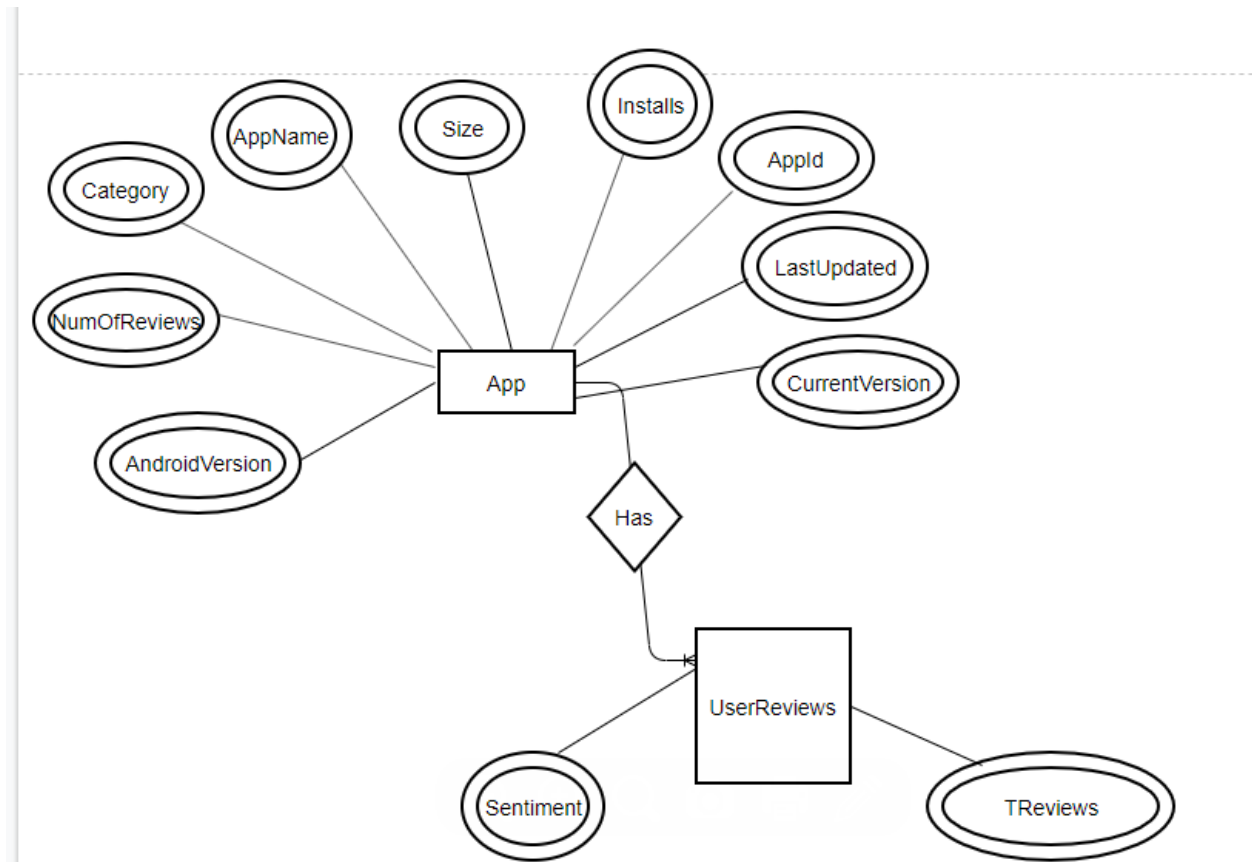 Installs
AppName
Size
AppId
Category
LastUpdated
NumOfReviews
App
CurrentVersion
AndroidVersion
Has
UserReviews
Sentiment
TReviews